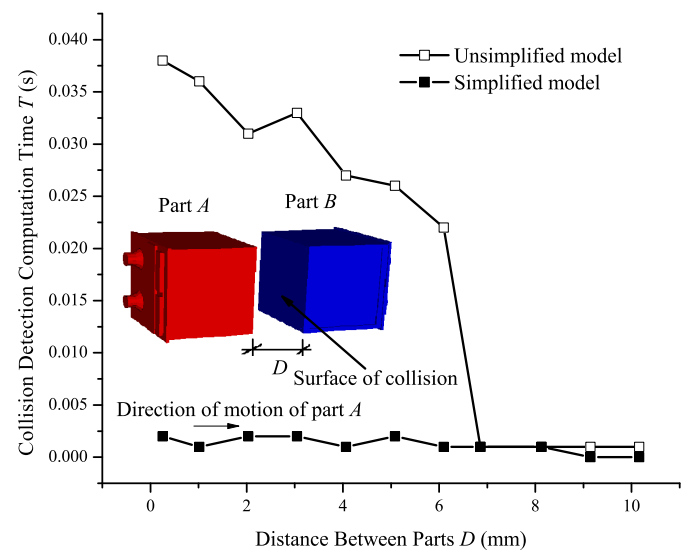 0.040
0.035
0.030
0.025
0.020
0.015
0.010
0.005
0.000
Collision Detection Computation Time T (s)
Unsimplified model
Simplified model
Part A
Part B
D
Surface of collision
Direction of motion of part A
0 2 4 6 8 10
Distance Between Parts D (mm)